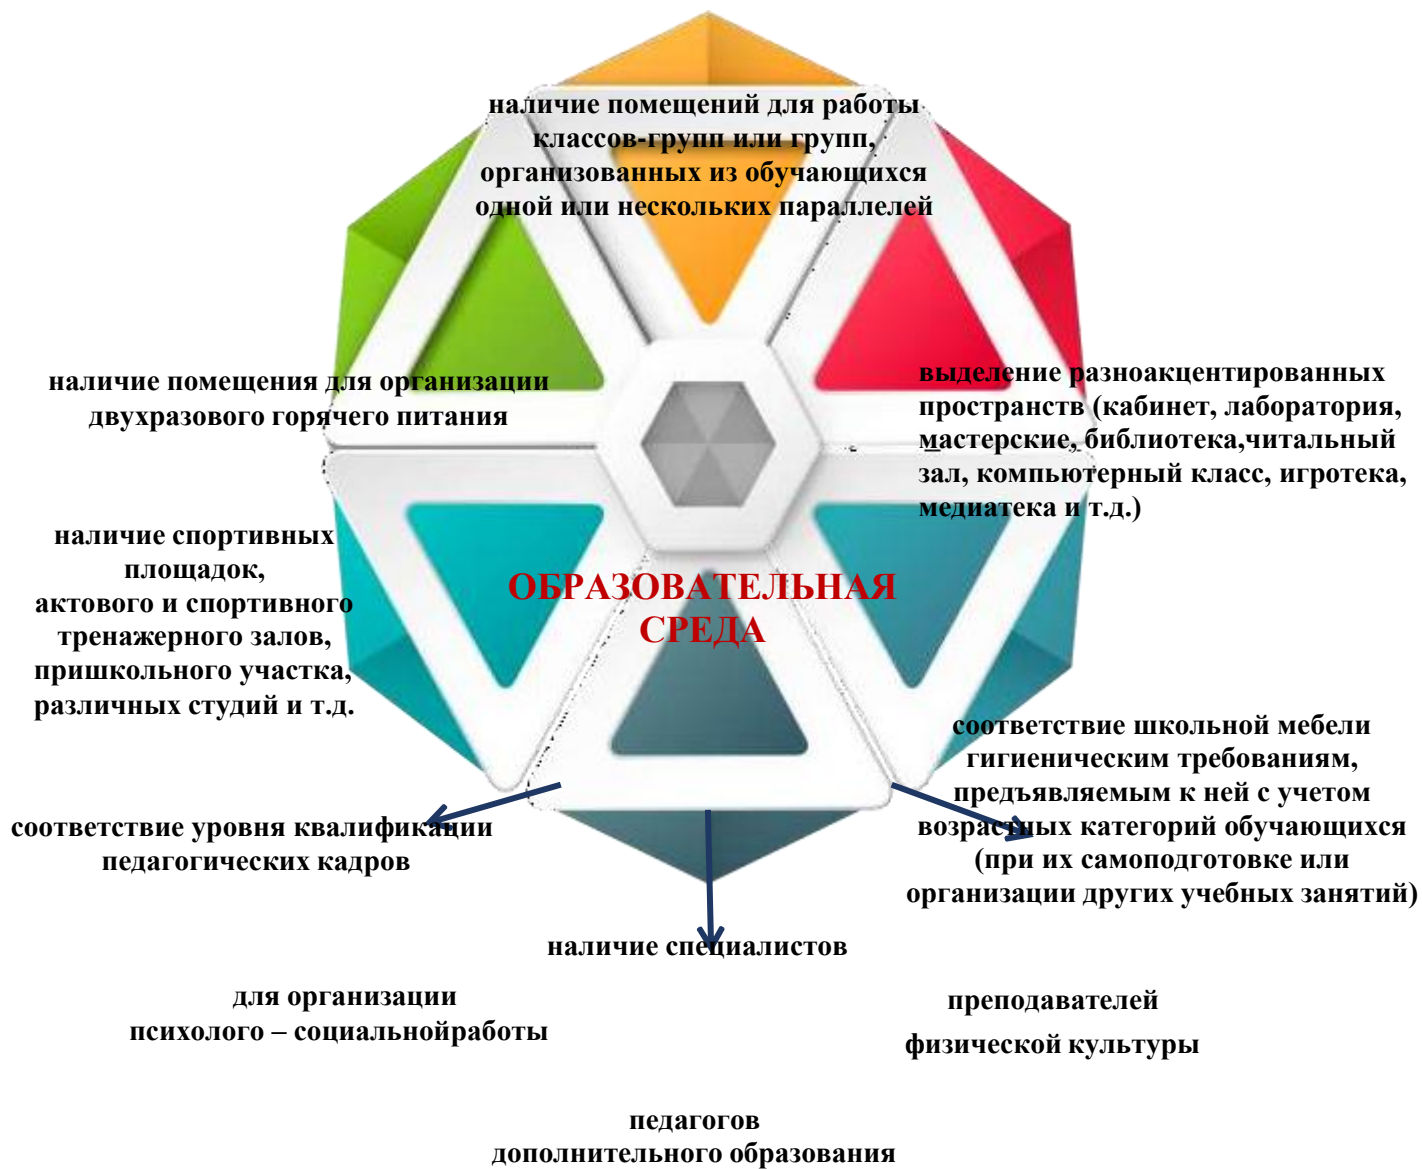 наличие помещений для работы
классов-групп или групп,
организованных из обучающихся
одной или нескольких параллелей
наличие помещения для организации
двухразового горячего питания
выделение разноакцентированных
пространств (кабинет, лаборатория,
мастерские, библиотека,читальный
зал, компьютерный класс, игротека,
медиатека и т.д.)
наличие спортивных
площадок,
актового и спортивного
тренажерного залов,
пришкольного участка,
различных студий и т.д.
ОБРАЗОВАТЕЛЬНАЯ
СРЕДА
соответствие школьной мебели
гигиеническим требованиям,
предъявляемым к ней с учетом
возрастных категорий обучающихся
(при их самоподготовке или
организации других учебных занятий)
соответствие уровня квалификации
педагогических кадров
наличие специалистов
для организации
психолого – социальнойработы
преподавателей
физической культуры
педагогов
дополнительного образования